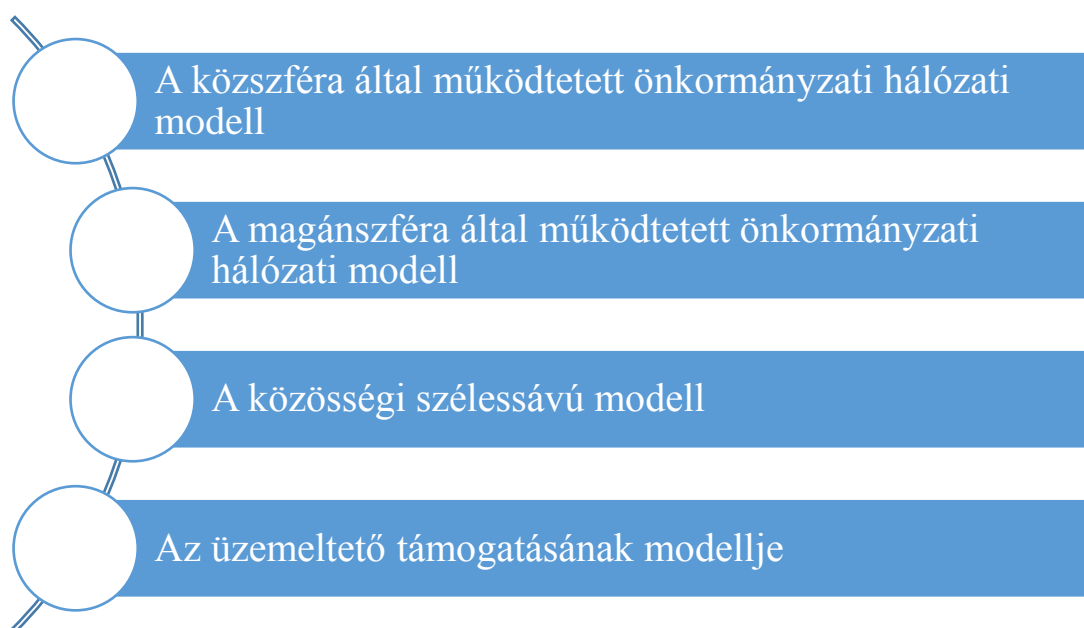 A közszféra által működtetett önkormányzati hálózati
modell
A magánszféra által működtetett önkormányzati
hálózati modell
A közösségi szélessávú modell
Az üzemeltető támogatásának modellje